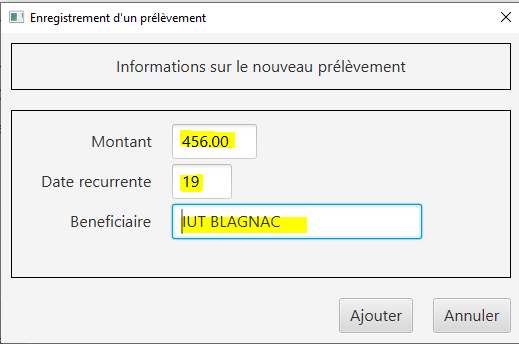 Enregistrement d'un prélèvement
Informations sur le nouveau prélèvement
Montant 456.00
Date recurrente 19
Beneficiaire IUT BLAGNAC
Ajouter Annuler